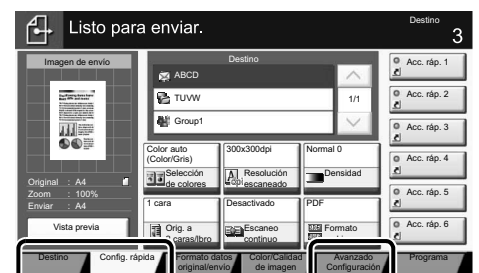 Listo para enviar.
Destino
3
Imagen de envío
Original : A4
Zoom : 100%
Enviar : A4
Vista previa
Destino
ABCD
TUVW
Group1
1/1
Color auto
(Color/Gris)
Selección
de colores
300x300dpi
Resolución
escaneado
Normal 0
Densidad
1 cara
Orig. a
2 caras/lbro
Desactivado
Escaneo
continuo
PDF
Formato
Acc. ráp. 1
Acc. ráp. 2
Acc. ráp. 3
Acc. ráp. 4
Acc. ráp. 5
Acc. ráp. 6
Destino
Config. rápida
Formato datos
original/envío
Color/Calidad
de imagen
Avanzado
Configuración
Programa